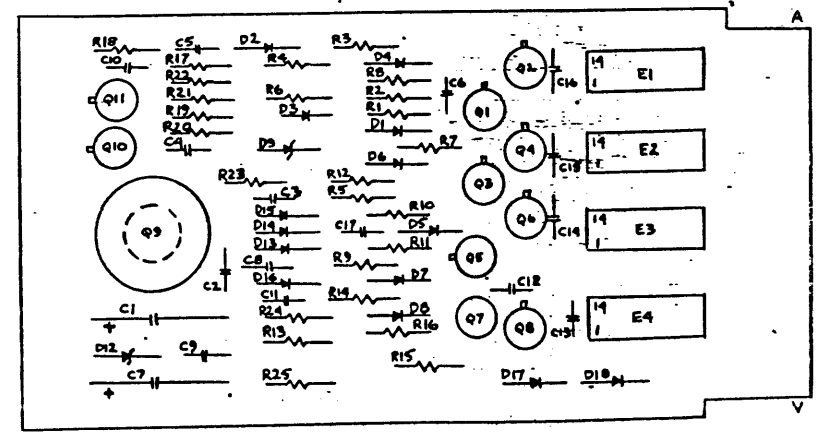 A
R18 C5 D2 R3
C10 R17 R4 D4
R22 R8
Q11 R21 R6 R2 C6 Q2 C16 14 E1
1
R19 D3 R1 Q1
R20 D1
Q10 C4 D9 R7 Q4 14 E2
D6 C15 1
R23 R12 Q3
C3 R5
D15 R10 Q6 14 E3
Q9 D14 C17 D5 C14 1
D13 R11
C8 R9 Q5
C2 D16 D7
C11 R14 C18
C1 R24 D8 Q7 Q8 C13 14 E4
+ R16 1
R13
D12 C9 R15
C7 R25 D17 D18
+
V